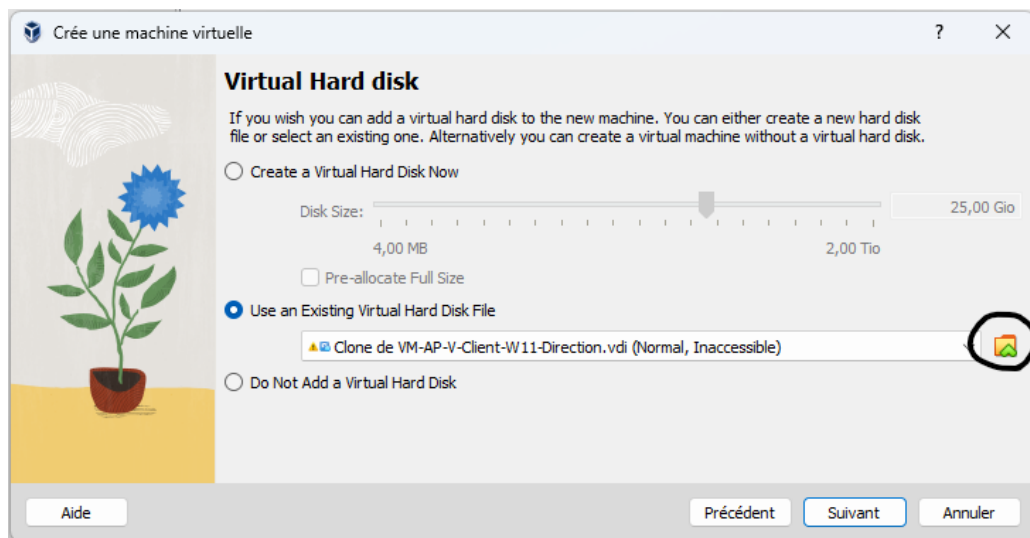 Crée une machine virtuelle
?
Virtual Hard disk
If you wish you can add a virtual hard disk to the new machine. You can either create a new hard disk
file or select an existing one. Alternatively you can create a virtual machine without a virtual hard disk.
Create a Virtual Hard Disk Now
Disk Size:
25,00 Gio
4,00 MB
2,00 Tio
Pre-allocate Full Size
Use an Existing Virtual Hard Disk File
Clone de VM-AP-V-Client-W11-Direction.vdi (Normal, Inaccessible)
Do Not Add a Virtual Hard Disk
Aide
Précédent
Suivant
Annuler